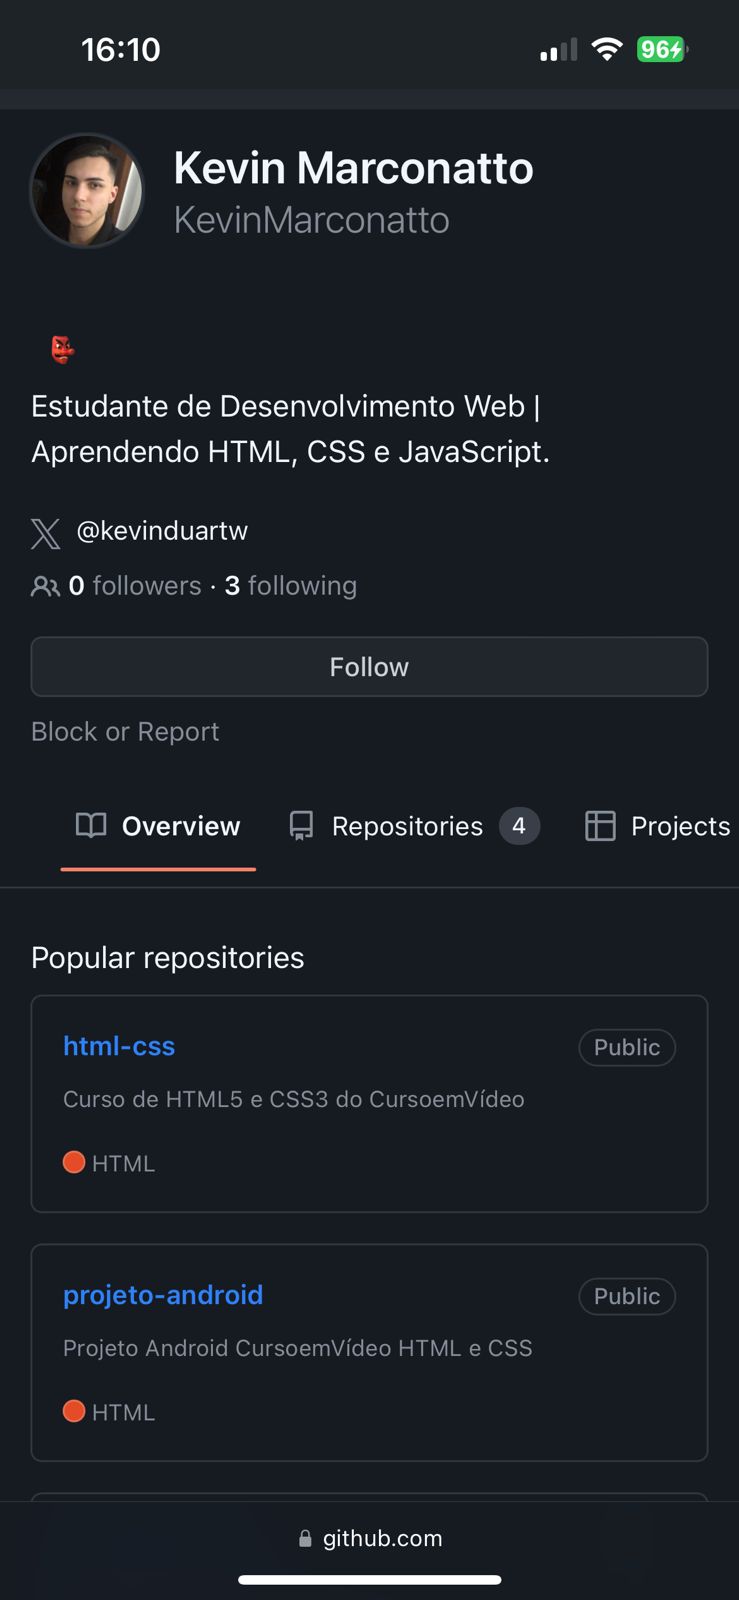 16:10
96
Kevin Marconatto
KevinMarconatto
Estudante de Desenvolvimento Web |
Aprendendo HTML, CSS e JavaScript.
@kevinduartw
0 followers · 3 following
Follow
Block or Report
Overview Repositories 4 Projects
Popular repositories
html-css Public
Curso de HTML5 e CSS3 do CursoemVídeo
HTML
projeto-android Public
Projeto Android CursoemVídeo HTML e CSS
HTML
github.com